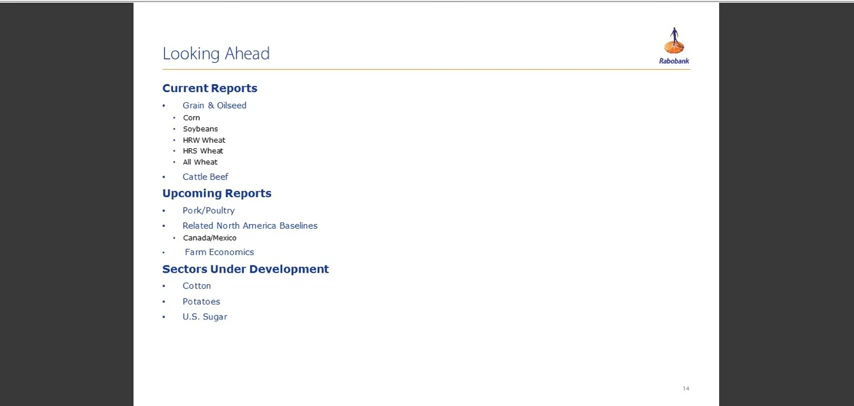 Looking Ahead
Rabobank
Current Reports
• Grain & Oilseed
• Corn
• Soybeans
• HRW Wheat
• HRS Wheat
• All Wheat
• Cattle Beef
Upcoming Reports
• Pork/Poultry
• Related North America Baselines
• Canada/Mexico
• Farm Economics
Sectors Under Development
• Cotton
• Potatoes
• U.S. Sugar
14